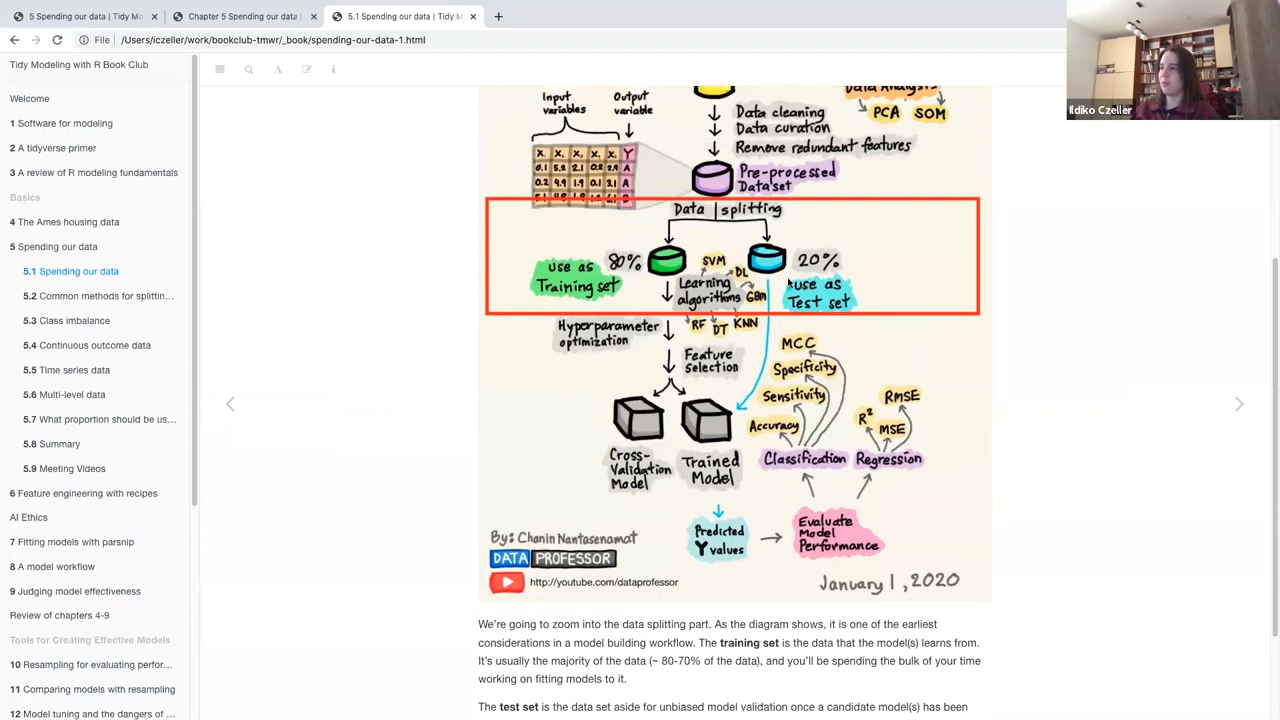 5 Spending our data | Tidy Mo
Chapter 5 Spending our data |
5.1 Spending our data | Tidy M
File
/Users/iczeller/work/bookclub-tmwr/_book/spending-our-data-1.html
Ildiko Czeller
Tidy Modeling with R Book Club
Welcome
1 Software for modeling
2 A tidyverse primer
3 A review of R modeling fundamentals
Basics
4 The Ames housing data
5 Spending our data
5.1 Spending our data
5.2 Common methods for splittin...
5.3 Class imbalance
5.4 Continuous outcome data
5.5 Time series data
5.6 Multi-level data
5.7 What proportion should be us...
5.8 Summary
5.9 Meeting Videos
6 Feature engineering with recipes
AI Ethics
7 Fitting models with parsnip
8 A model workflow
9 Judging model effectiveness
Review of chapters 4-9
Tools for Creating Effective Models
10 Resampling for evaluating perfor...
11 Comparing models with resampling
12 Model tuning and the dangers of ...
Input
variables
Output
variable
Data Analysis
PCA SOM
Data cleaning
Data curation
Remove redundant features
Pre-processed
Dataset
Data splitting
80%
20%
Use as
Training set
Use as
Test set
Learning
algorithms
SVM
DL
GBM
KNN
DT
RF
Hyperparameter
optimization
Feature
Selection
MCC
Specificity
Sensitivity
Accuracy
RMSE
R²
MSE
Cross-
Validation
Model
Trained
Model
Classification
Regression
Predicted
Y values
Evaluate
Model
Performance
By: Chanin Nantasenamat
DATA PROFESSOR
http://youtube.com/dataprofessor
January 1, 2020
We're going to zoom into the data splitting part. As the diagram shows, it is one of the earliest
considerations in a model building workflow. The training set is the data that the model(s) learns from.
It's usually the majority of the data (~ 80-70% of the data), and you'll be spending the bulk of your time
working on fitting models to it.
The test set is the data set aside for unbiased model validation once a candidate model(s) has been